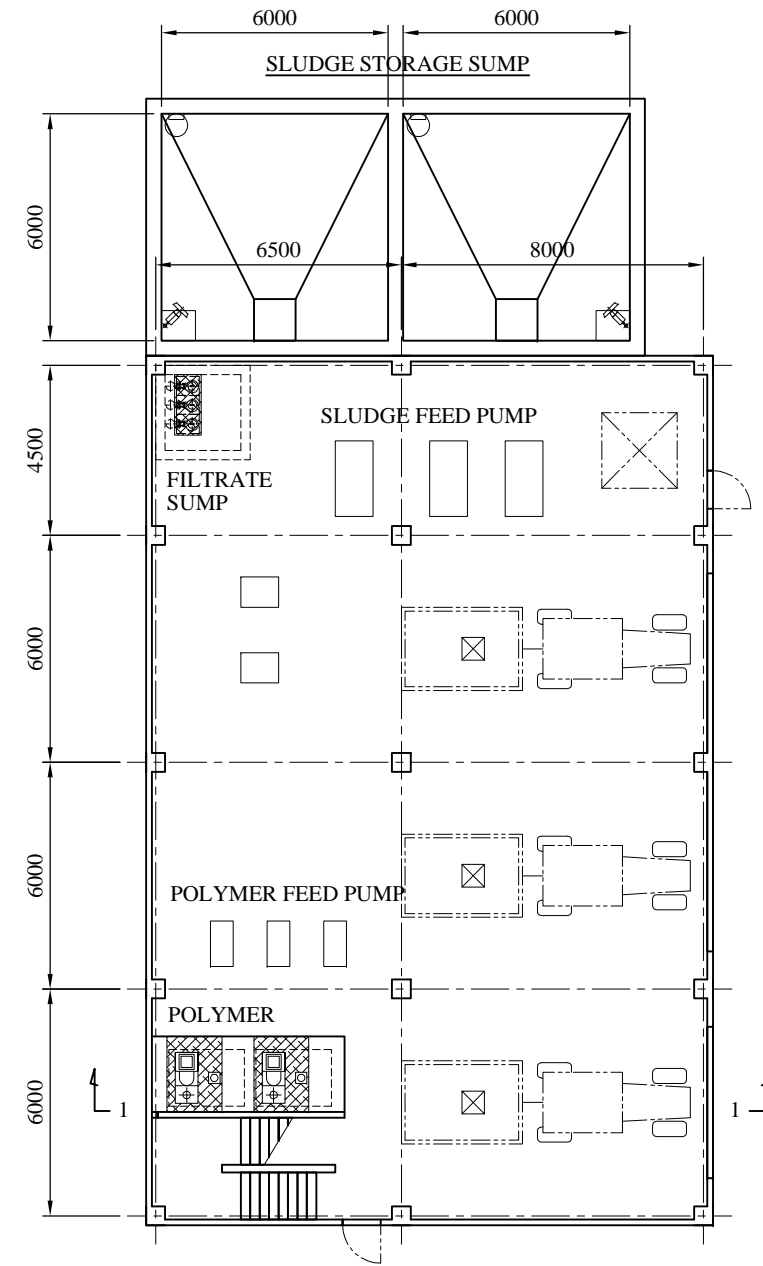 6000
6000
SLUDGE STORAGE SUMP
6000
6500
8000
4500
SLUDGE FEED PUMP
FILTRATE
SUMP
6000
6000
POLYMER FEED PUMP
POLYMER
6000
1
1